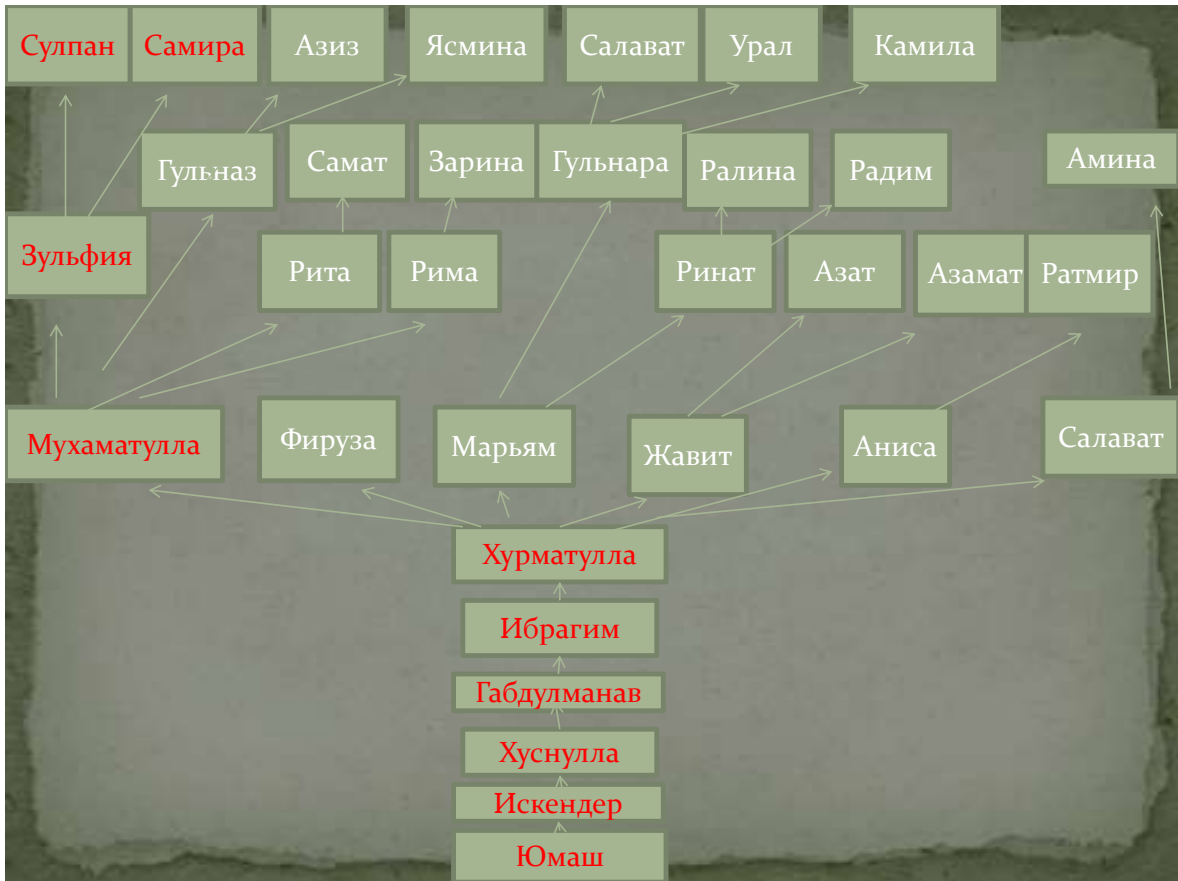 Сулпан
Самира
Азиз
Ясмина
Салават
Урал
Камила
Гульназ
Самат
Зарина
Гульнара
Ралина
Радим
Амина
Зульфия
Рита
Рима
Ринат
Азат
Азамат
Ратмир
Мухаматулла
Фируза
Марьям
Жавит
Аниса
Салават
Хурматулла
Ибрагим
Габдулманав
Хуснулла
Искендер
Юмаш